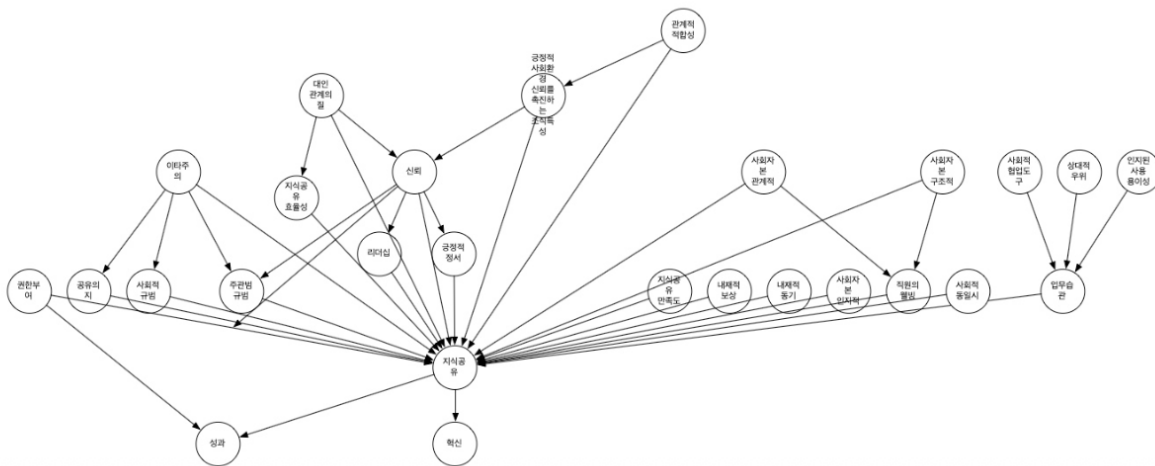 관계적
적합성
긍정적
사회환
경
신뢰를
촉진하
는
조직특
성
대인
관계의
질
이타주
의
신뢰
지식공
유
효율성
사회자
본
관계적
사회자
본
구조적
사회적
협압도
구
상대적
우위
인지된
사용
용이성
리더십
긍정적
정서
권한부
여
공유의
지
사회적
규범
주관범
규범
지식공
유
만족도
내재적
보상
내재적
동기
사회자
본
인지적
직원의
웰빙
사회적
동일시
업무습
관
지식공
유
성과
혁신